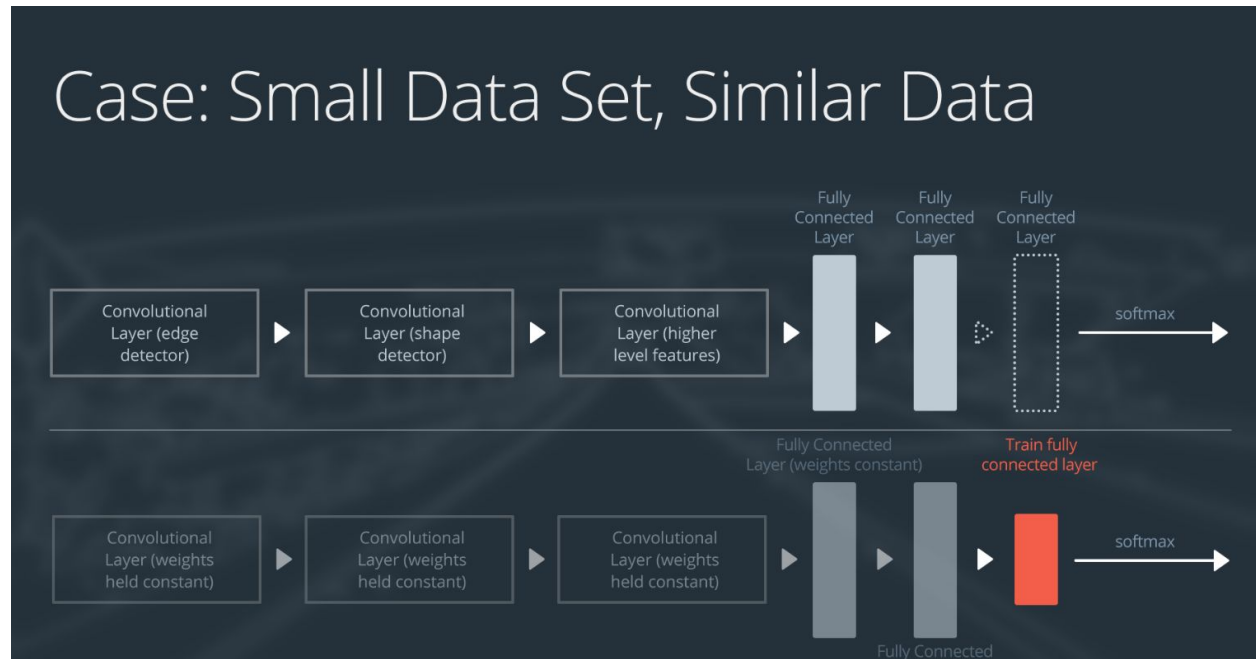 Case: Small Data Set, Similar Data
Fully
Connected
Layer
Fully
Connected
Layer
Fully
Connected
Layer
Convolutional
Layer (edge
detector)
Convolutional
Layer (shape
detector)
Convolutional
Layer (higher
level features)
softmax
Fully Connected
Layer (weights constant)
Train fully
connected layer
Convolutional
Layer (weights
held constant)
Convolutional
Layer (weights
held constant)
Convolutional
Layer (weights
held constant)
softmax
Fully Connected